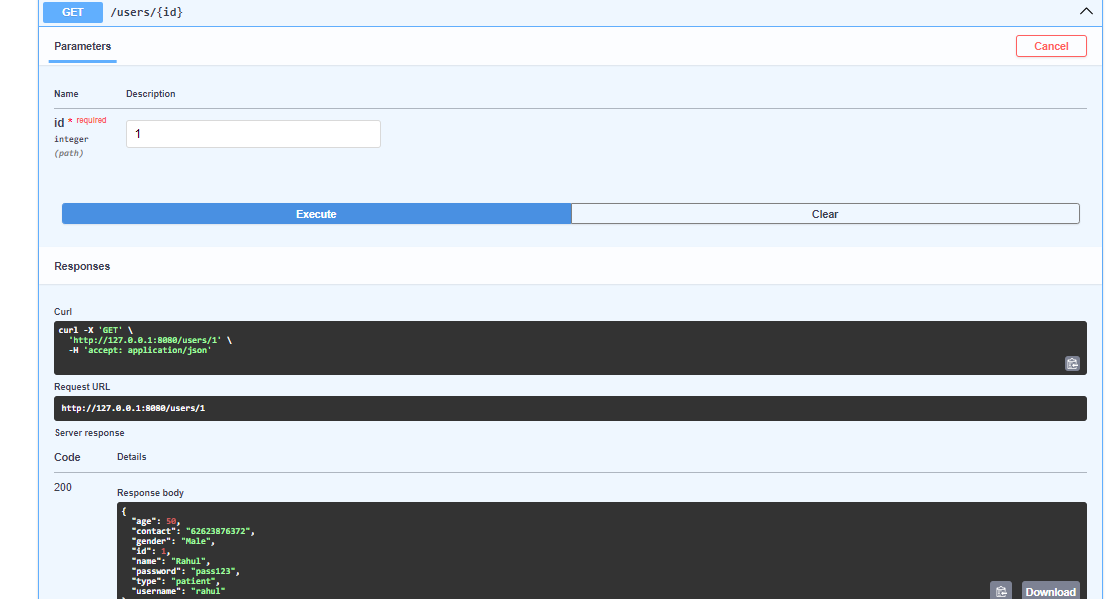 GET /users/{id}
Parameters Cancel
Name Description
id * required 1
integer
(path)
Execute Clear
Responses
Curl
curl -X 'GET' \
'http://127.0.0.1:8080/users/1' \
-H 'accept: application/json'
Request URL
http://127.0.0.1:8080/users/1
Server response
Code Details
200
Response body
{
"age": 50,
"contact": "62623876372",
"gender": "Male",
"id": 1,
"name": "Rahul",
"password": "pass123",
"type": "patient",
"username": "rahul"
Download